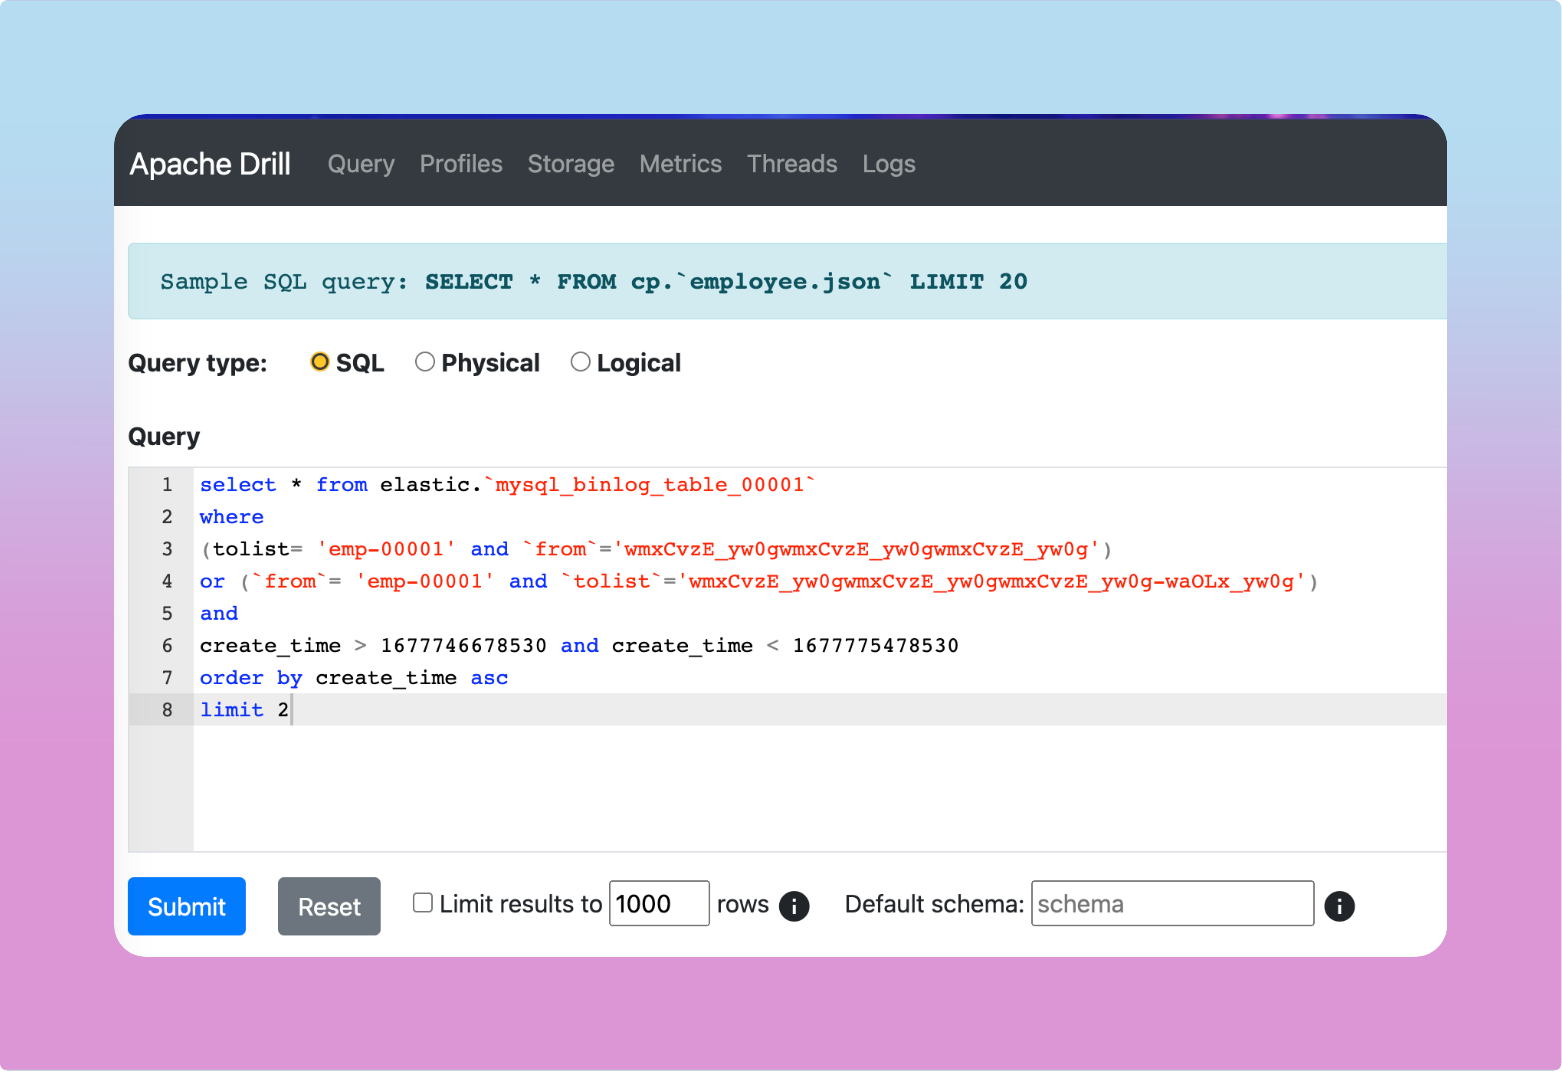 Apache Drill Query Profiles Storage Metrics Threads Logs
Sample SQL query: SELECT * FROM cp.`employee.json` LIMIT 20
Query type: SQL Physical Logical
Query
1 select * from elastic.`mysql_binlog_table_00001`
2 where
3 (tolist= 'emp-00001' and `from`='wmxCvzE_yw0gwmxCvzE_yw0gwmxCvzE_yw0g')
4 or (`from`= 'emp-00001' and `tolist`='wmxCvzE_yw0gwmxCvzE_yw0gwmxCvzE_yw0g-waOLx_yw0g')
5 and
6 create_time > 1677746678530 and create_time < 1677775478530
7 order by create_time asc
8 limit 2
Submit Reset Limit results to 1000 rows i Default schema: schema i